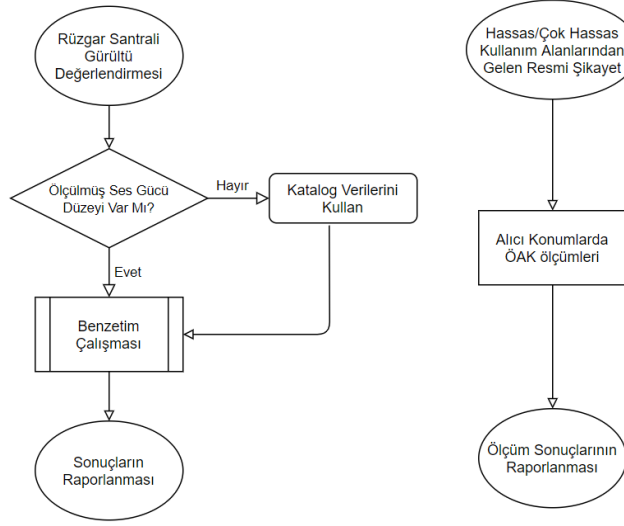 Rüzgar Santrali
Gürültü
Değerlendirmesi
Ölçülmüş Ses Gücü
Düzeyi Var Mı?
Hayır
Katalog Verilerini
Kullan
Evet
Benzetim
Çalışması
Sonuçların
Raporlanması
Hassas/Çok Hassas
Kullanım Alanlarından
Gelen Resmi Şikayet
Alıcı Konumlarda
ÖAK ölçümleri
Ölçüm Sonuçlarının
Raporlanması